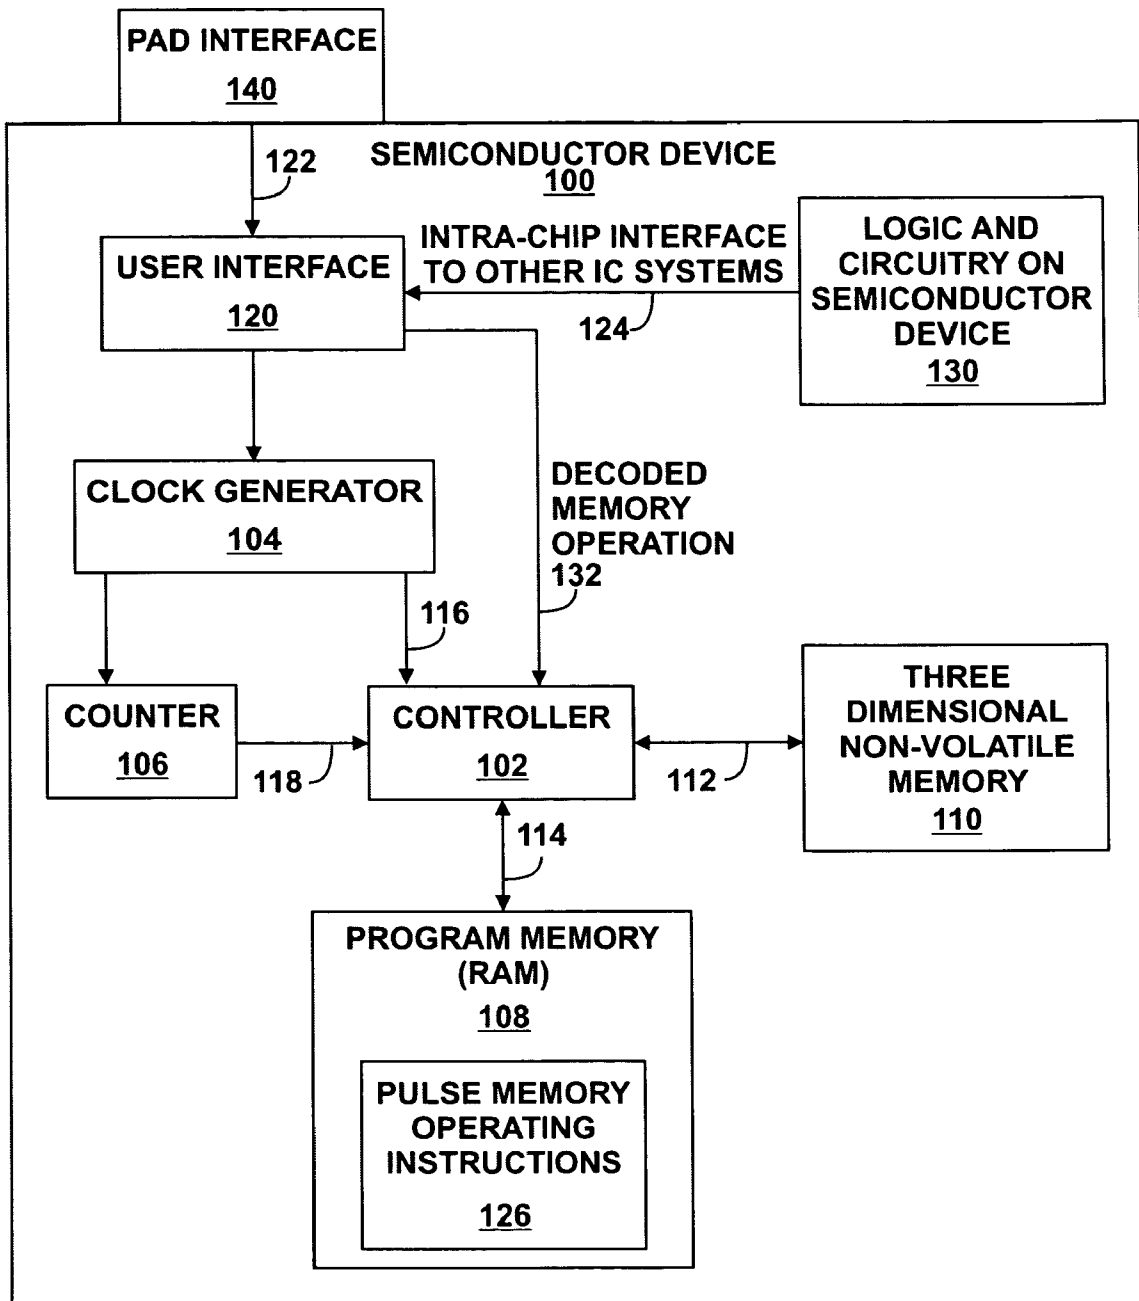 PAD INTERFACE
140
SEMICONDUCTOR DEVICE
100
122
USER INTERFACE
120
INTRA-CHIP INTERFACE
TO OTHER IC SYSTEMS
124
LOGIC AND
CIRCUITRY ON
SEMICONDUCTOR
DEVICE
130
CLOCK GENERATOR
104
DECODED
MEMORY
OPERATION
132
116
COUNTER
106
118
CONTROLLER
102
112
THREE
DIMENSIONAL
NON-VOLATILE
MEMORY
110
114
PROGRAM MEMORY
(RAM)
108
PULSE MEMORY
OPERATING
INSTRUCTIONS
126